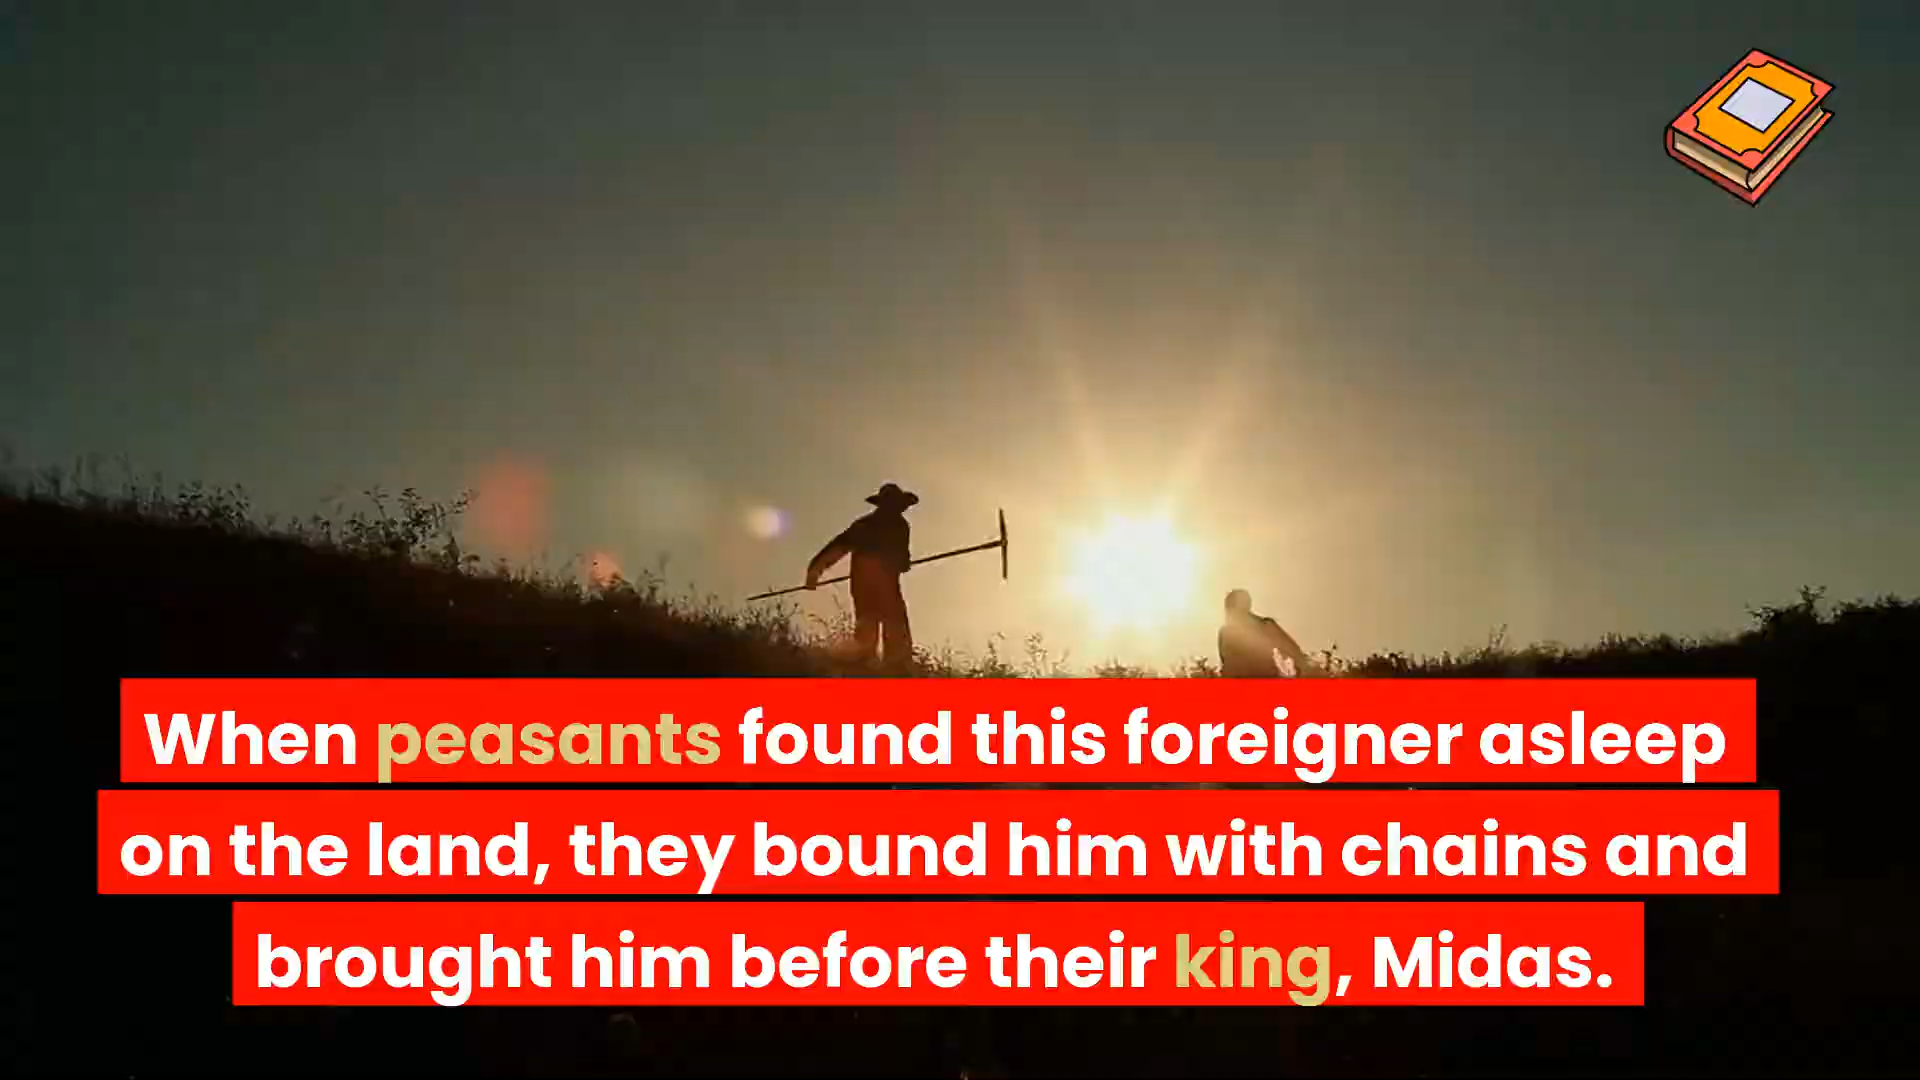 When peasants found this foreigner asleep
on the land, they bound him with chains and
brought him before their king, Midas.